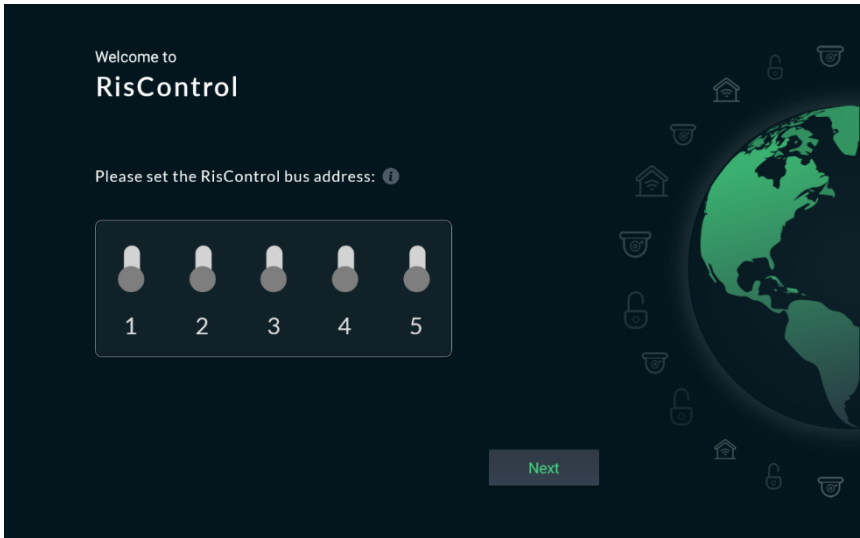 Welcome to
RisControl
Please set the RisControl bus address: i
1 2 3 4 5
Next